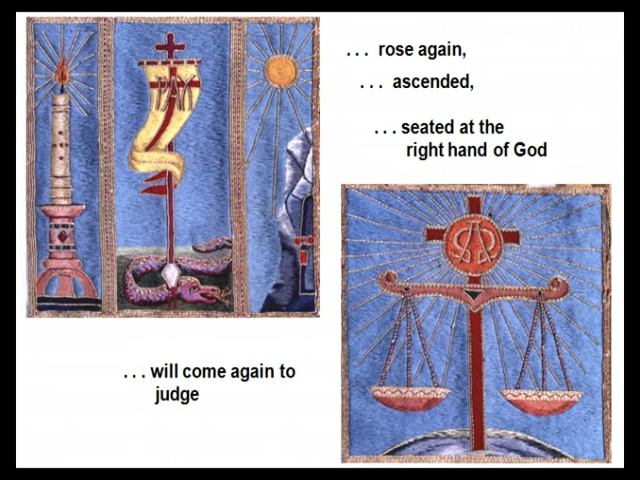 . . . rose again,
. . . ascended,
. . . seated at the
right hand of God
PAX
. . . will come again to
judge